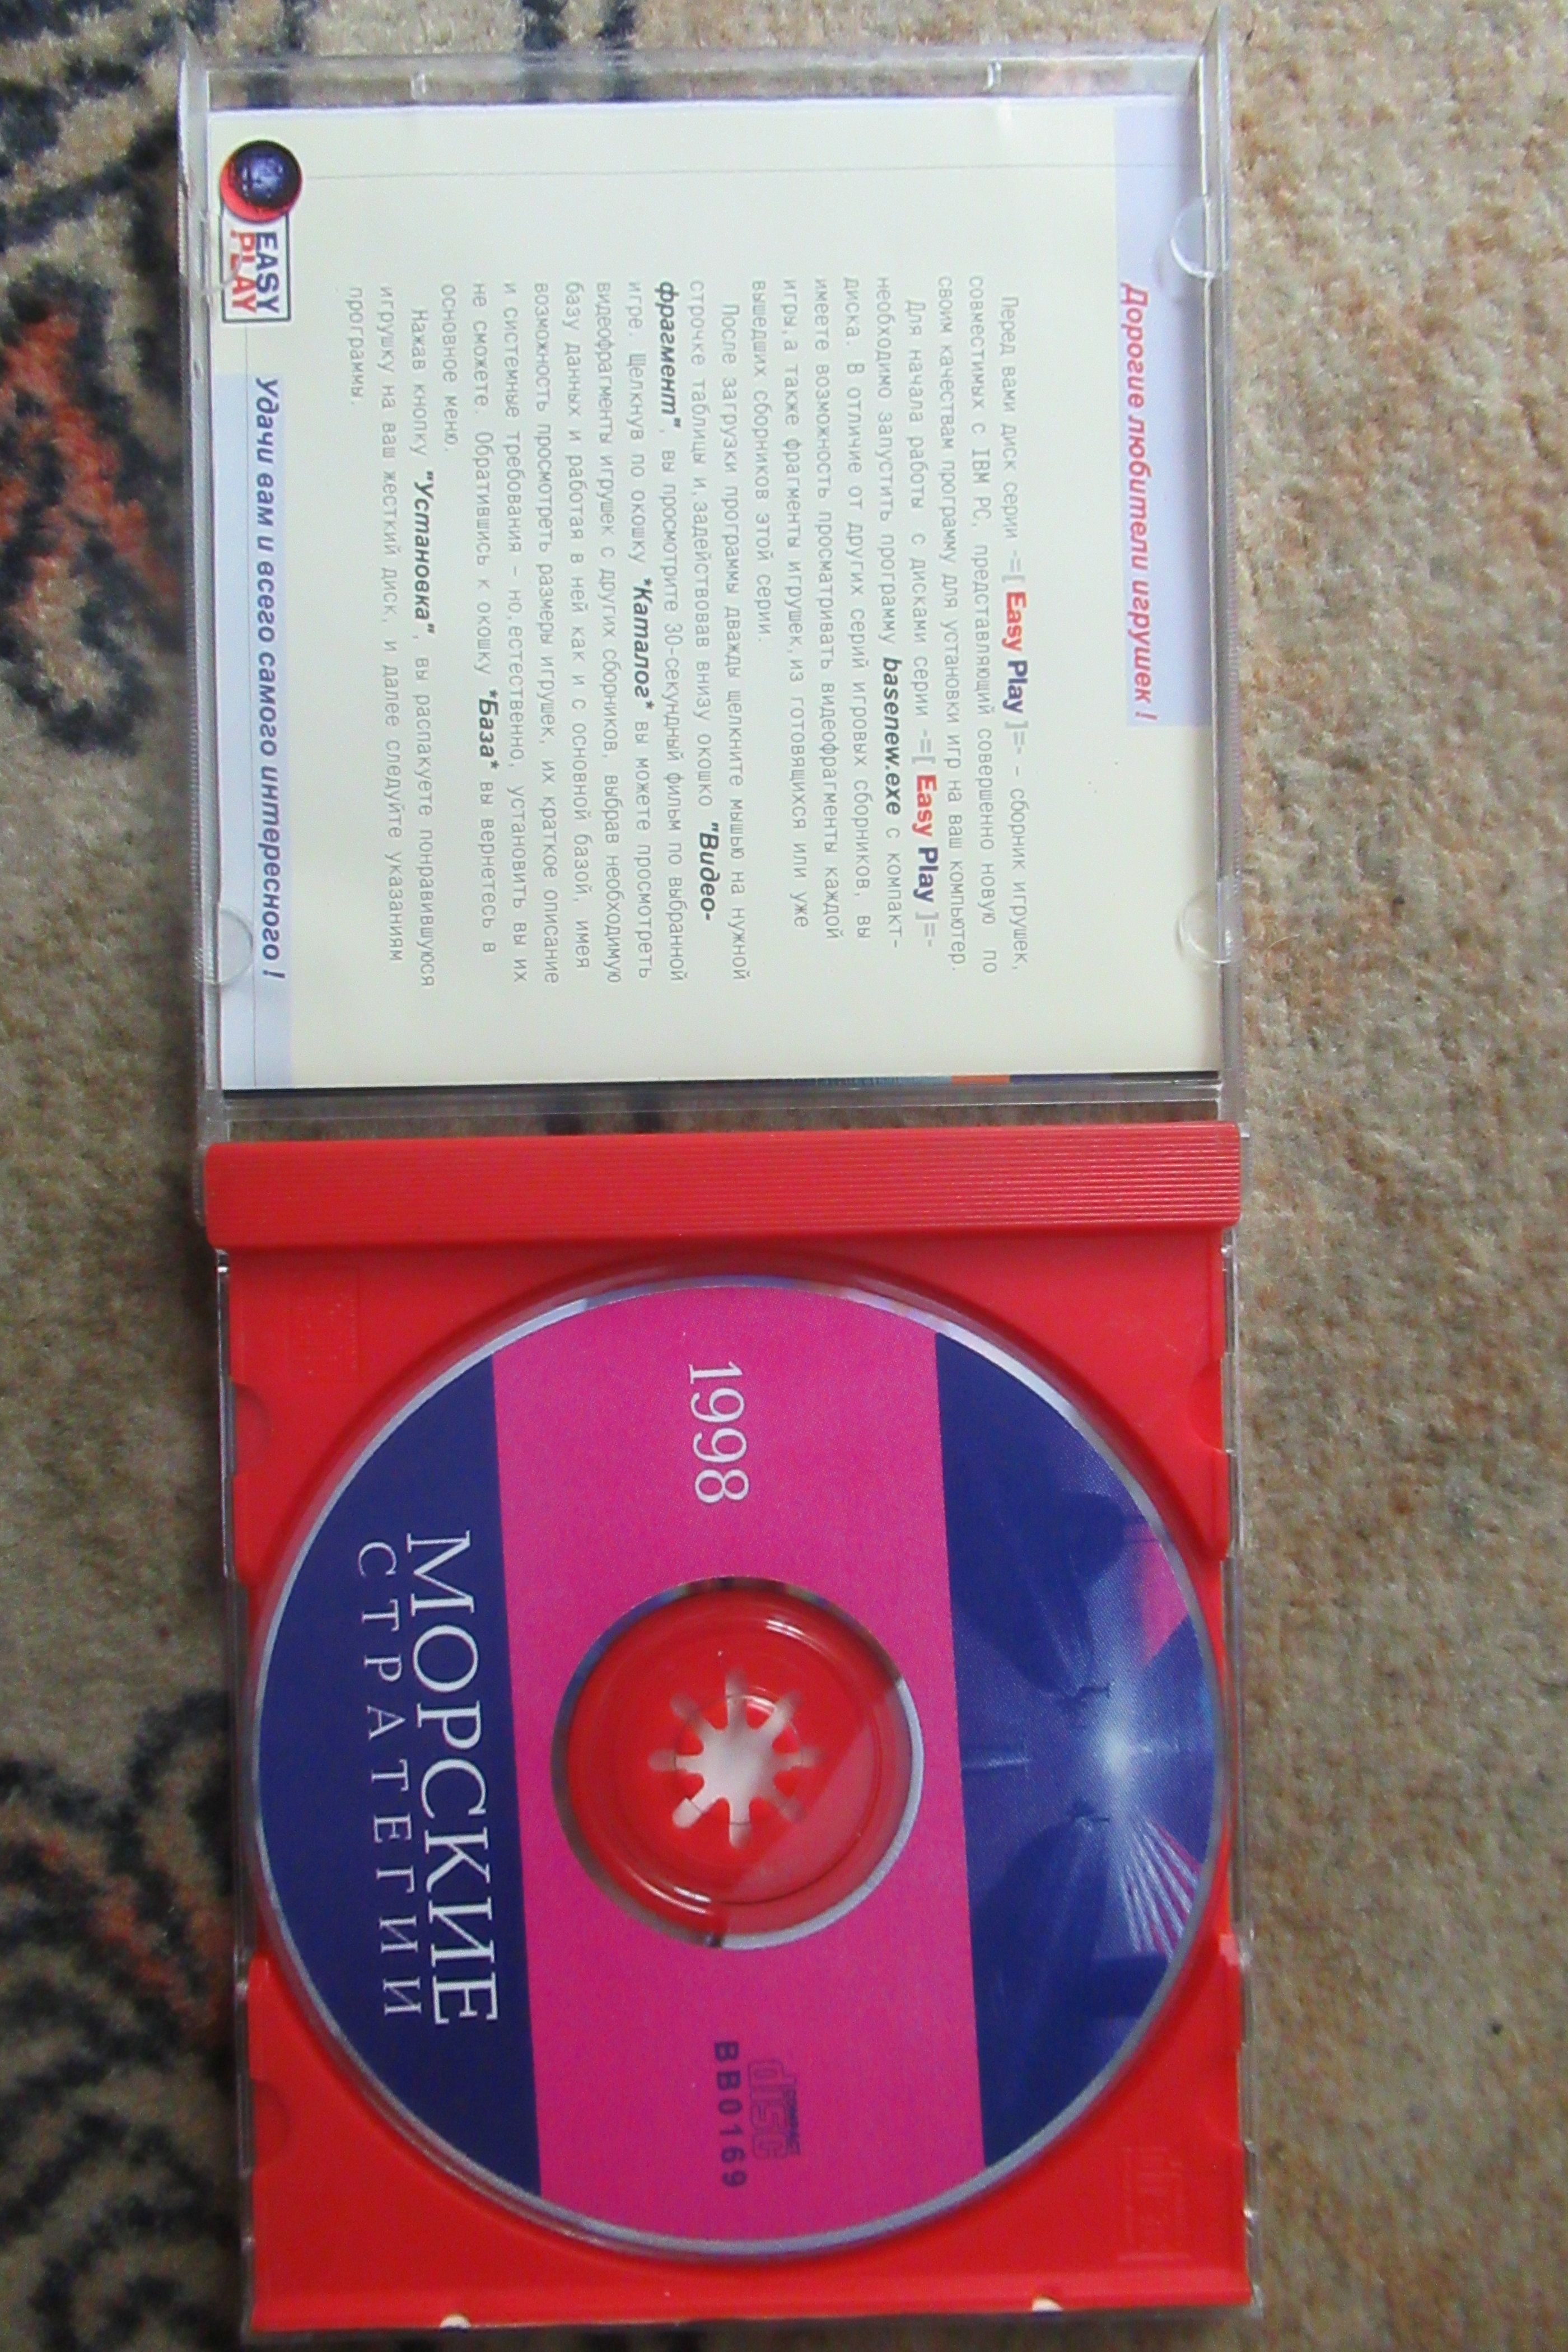 Дорогие любители игрушек !
Перед вами диск серии -=[ Easy Play ]=- – сборник игрушек,
совместимых с IBM PC, представляющий совершенно новую по
своим качествам программу для установки игр на ваш компьютер.
Для начала работы с дисками серии -=[ Easy Play ]=-
необходимо запустить программу basenew.exe с компакт-
диска. В отличие от других серий игровых сборников, вы
имеете возможность просматривать видеофрагменты каждой
игры, а также фрагменты игрушек, из готовящихся или уже
вышедших сборников этой серии.
После загрузки программы дважды щелкните мышью на нужной
строчке таблицы и, задействовав внизу окошко "Видео-
фрагмент", вы просмотрите 30-секундный фильм по выбранной
игре. Щелкнув по окошку *Каталог* вы можете просмотреть
видеофрагменты игрушек с других сборников, выбрав необходимую
базу данных и работая в ней как и с основной базой, имея
возможность просмотреть размеры игрушек, их краткое описание
и системные требования – но, естественно, установить вы их
не сможете. Обратившись к окошку *База* вы вернетесь в
основное меню.
Нажав кнопку "Установка", вы распакуете понравившуюся
игрушку на ваш жесткий диск, и далее следуйте указаниям
программы.
EASY
PLAY
Удачи вам и всего самого интересного !
1998
COMPACT
disc
BB0169
МОРСКИЕ
СТРАТЕГИИ